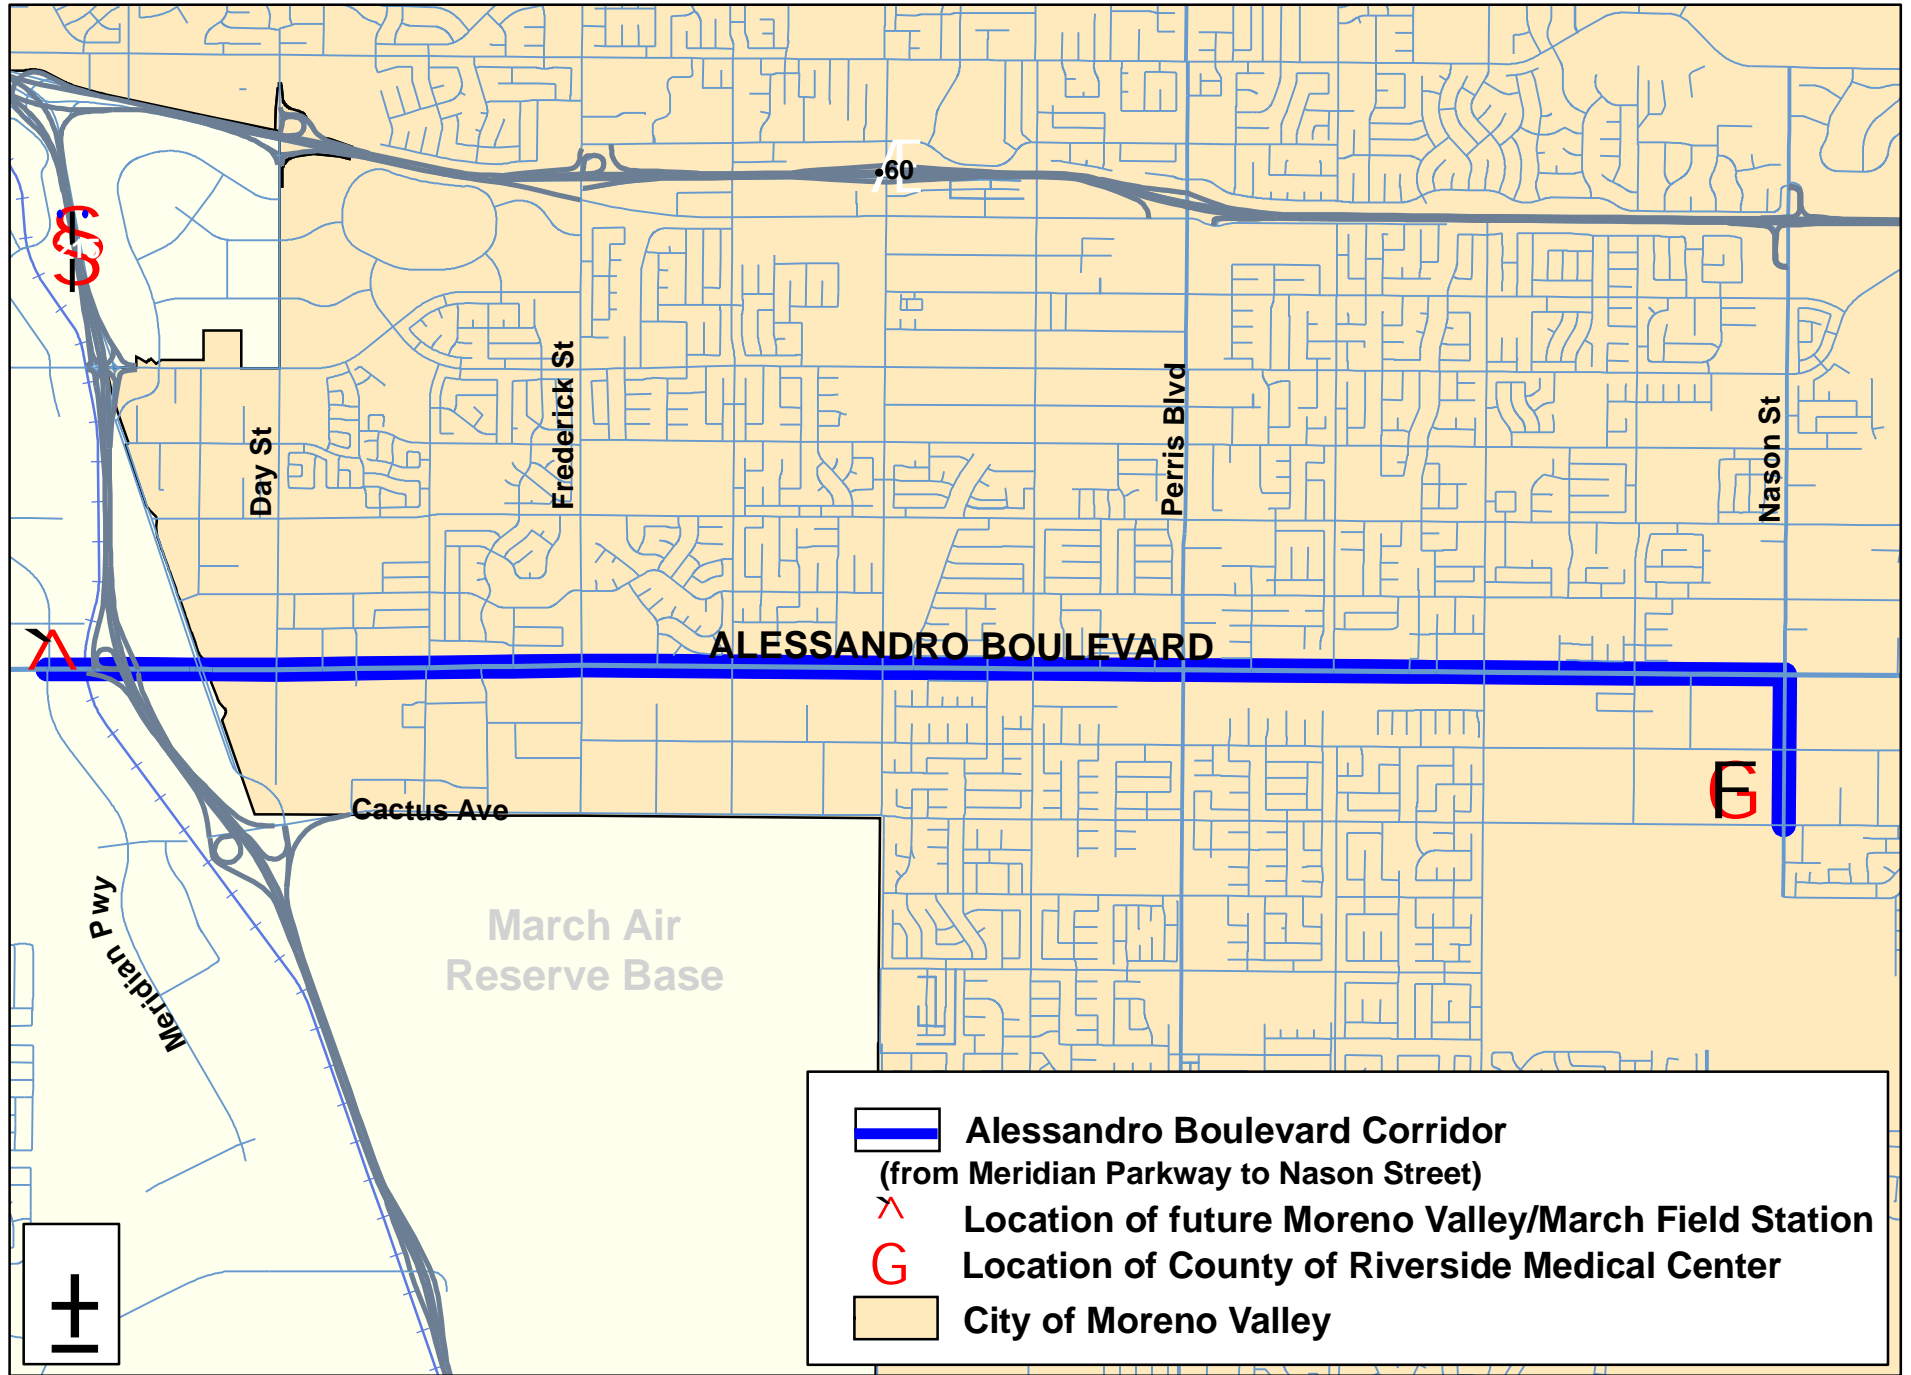 60
Day St
Frederick St
Perris Blvd
Nason St
ALESSANDRO BOULEVARD
Cactus Ave
Meridian Pwy
March Air
Reserve Base
Alessandro Boulevard Corridor
(from Meridian Parkway to Nason Street)
Location of future Moreno Valley/March Field Station
G Location of County of Riverside Medical Center
City of Moreno Valley